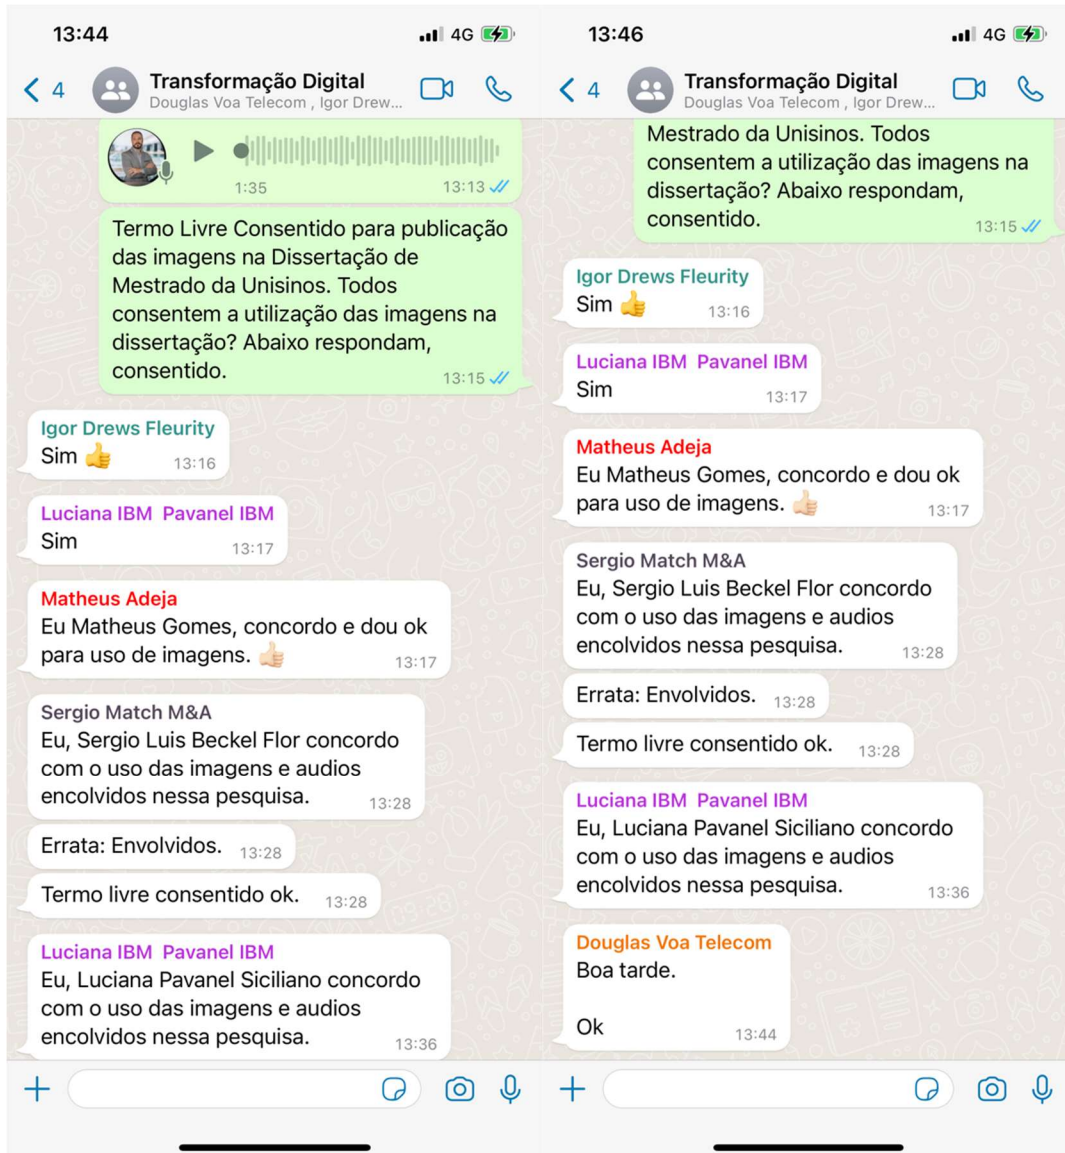 13:44
4G
4
Transformação Digital
Douglas Voa Telecom , Igor Drew...
1:35
13:13
Termo Livre Consentido para publicação
das imagens na Dissertação de
Mestrado da Unisinos. Todos
consentem a utilização das imagens na
dissertação? Abaixo respondam,
consentido.
13:15
Igor Drews Fleurity
Sim 👍
13:16
Luciana IBM Pavanel IBM
Sim
13:17
Matheus Adeja
Eu Matheus Gomes, concordo e dou ok
para uso de imagens. 👍🏻
13:17
Sergio Match M&A
Eu, Sergio Luis Beckel Flor concordo
com o uso das imagens e audios
encolvidos nessa pesquisa.
13:28
Errata: Envolvidos.
13:28
Termo livre consentido ok.
13:28
Luciana IBM Pavanel IBM
Eu, Luciana Pavanel Siciliano concordo
com o uso das imagens e audios
encolvidos nessa pesquisa.
13:36
13:46
4G
4
Transformação Digital
Douglas Voa Telecom , Igor Drew...
Mestrado da Unisinos. Todos
consentem a utilização das imagens na
dissertação? Abaixo respondam,
consentido.
13:15
Igor Drews Fleurity
Sim 👍
13:16
Luciana IBM Pavanel IBM
Sim
13:17
Matheus Adeja
Eu Matheus Gomes, concordo e dou ok
para uso de imagens. 👍🏻
13:17
Sergio Match M&A
Eu, Sergio Luis Beckel Flor concordo
com o uso das imagens e audios
encolvidos nessa pesquisa.
13:28
Errata: Envolvidos.
13:28
Termo livre consentido ok.
13:28
Luciana IBM Pavanel IBM
Eu, Luciana Pavanel Siciliano concordo
com o uso das imagens e audios
encolvidos nessa pesquisa.
13:36
Douglas Voa Telecom
Boa tarde.
Ok
13:44